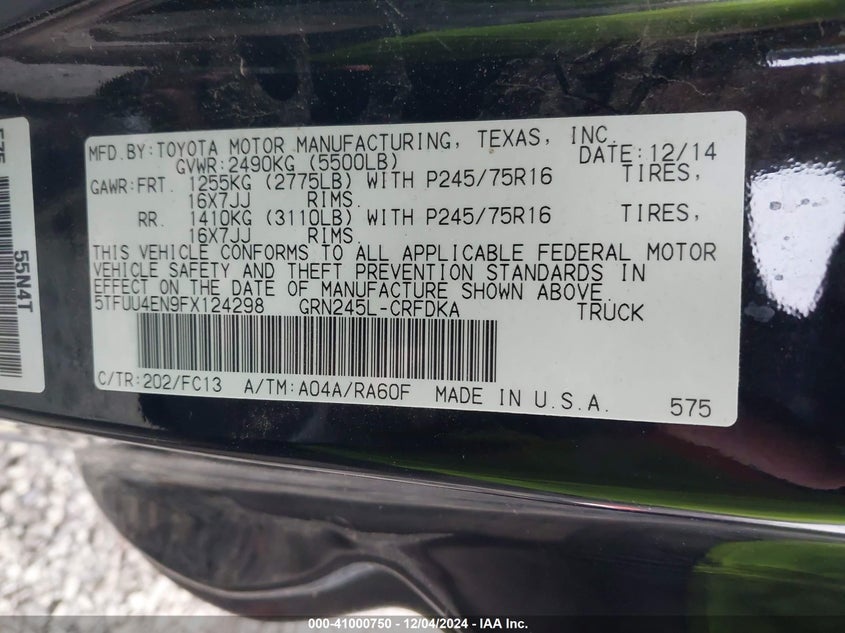 MFD.BY:TOYOTA MOTOR MANUFACTURING, TEXAS, INC.
GVWR:2490KG (5500LB) DATE:12/14
GAWR:FRT. 1255KG (2775LB) WITH P245/75R16 TIRES,
16X7JJ RIMS.
RR. 1410KG (3110LB) WITH P245/75R16 TIRES,
16X7JJ RIMS.
THIS VEHICLE CONFORMS TO ALL APPLICABLE FEDERAL MOTOR
VEHICLE SAFETY AND THEFT PREVENTION STANDARDS IN
EFFECT ON THE DATE OF MANUFACTURE SHOWN ABOVE.
5TFUU4EN9FX124298 GRN245L-CRFDKA TRUCK
C/TR:202/FC13 A/TM:A04A/RA60F MADE IN U.S.A. 575
55N4T
575
000-41000750 - 12/04/2024 - IAA Inc.